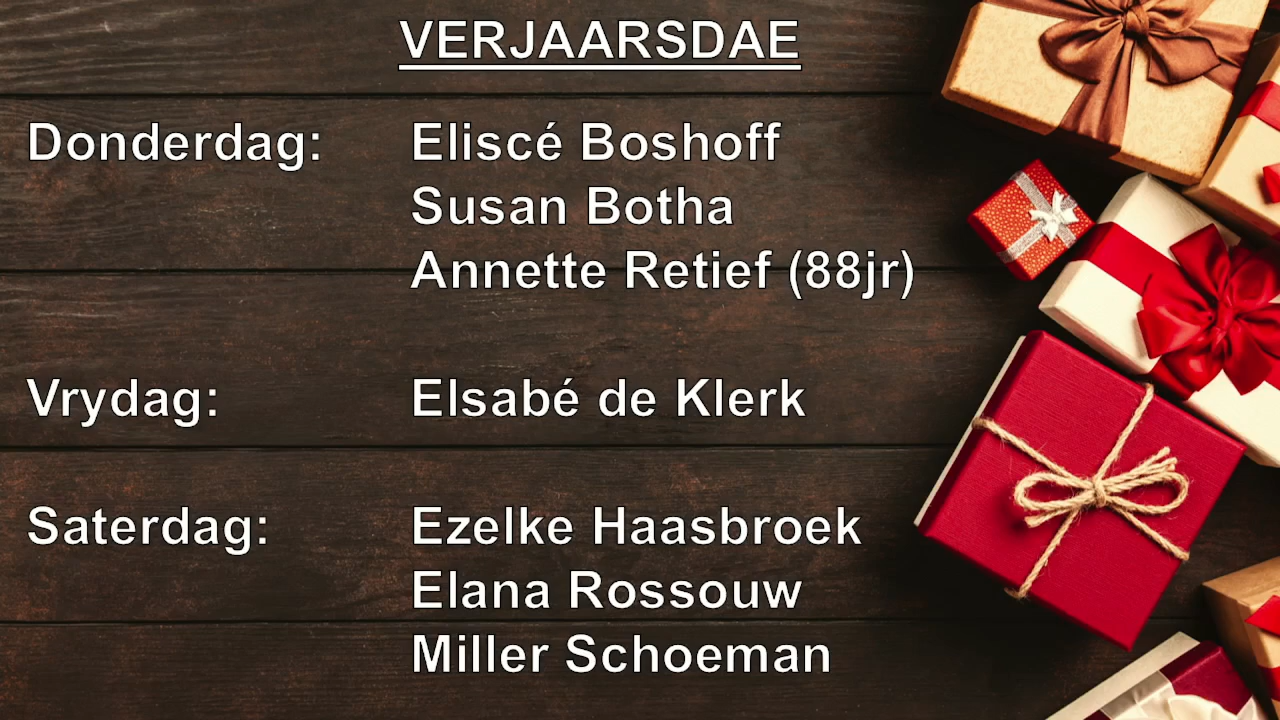 VERJAARSDAE
Donderdag: Eliscé Boshoff
Susan Botha
Annette Retief (88jr)
Vrydag: Elsabé de Klerk
Saterdag: Ezelke Haasbroek
Elana Rossouw
Miller Schoeman